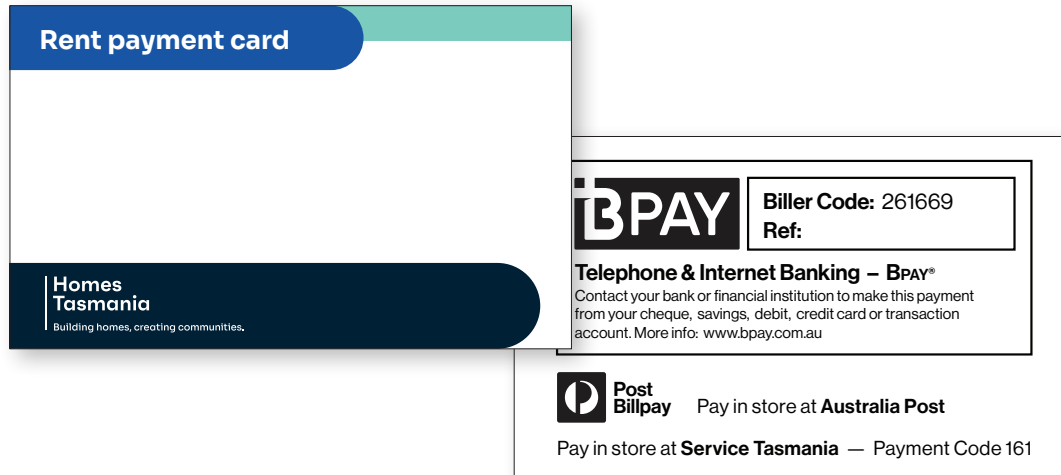 Rent payment card
Homes
Tasmania
Building homes, creating communities.
BPAY
Biller Code: 261669
Ref:
Telephone & Internet Banking – BPAY®
Contact your bank or financial institution to make this payment
from your cheque, savings, debit, credit card or transaction
account. More info: www.bpay.com.au
Post
Billpay
Pay in store at Australia Post
Pay in store at Service Tasmania — Payment Code 161